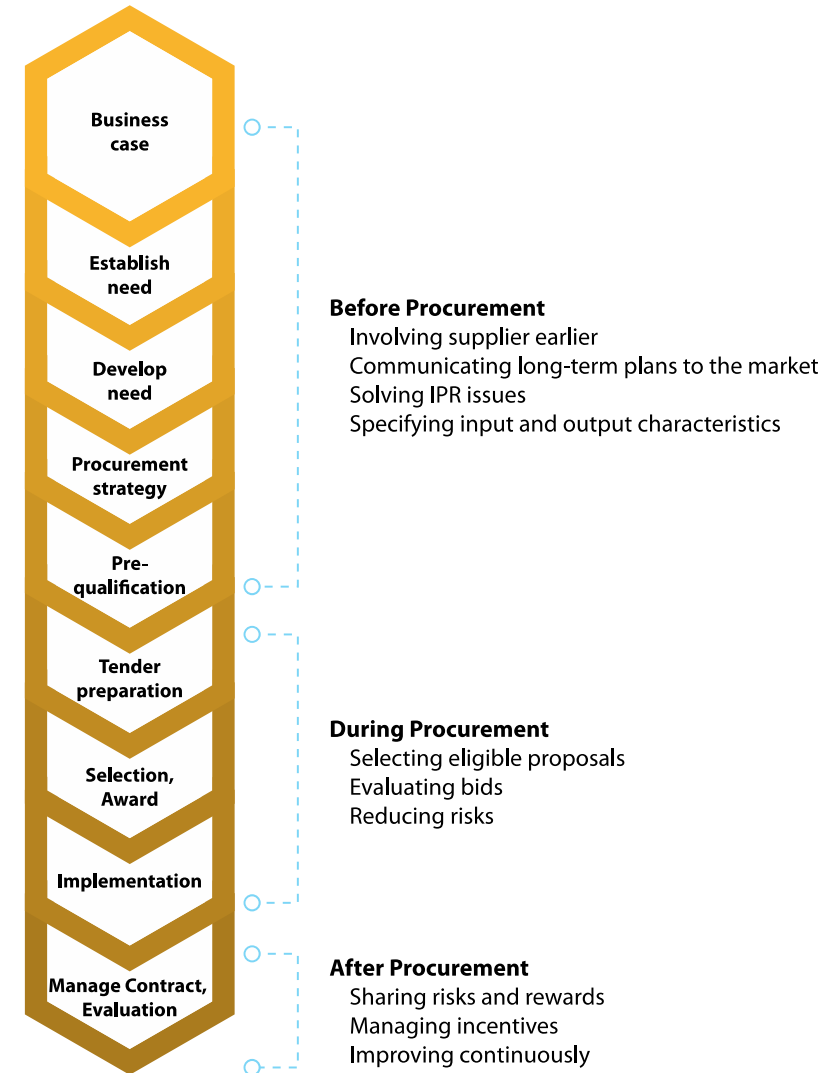 Business
case
Establish
need
Develop
need
Procurement
strategy
Pre-
qualification
Tender
preparation
Selection,
Award
Implementation
Manage Contract,
Evaluation
Before Procurement
Involving supplier earlier
Communicating long-term plans to the market
Solving IPR issues
Specifying input and output characteristics
During Procurement
Selecting eligible proposals
Evaluating bids
Reducing risks
After Procurement
Sharing risks and rewards
Managing incentives
Improving continuously